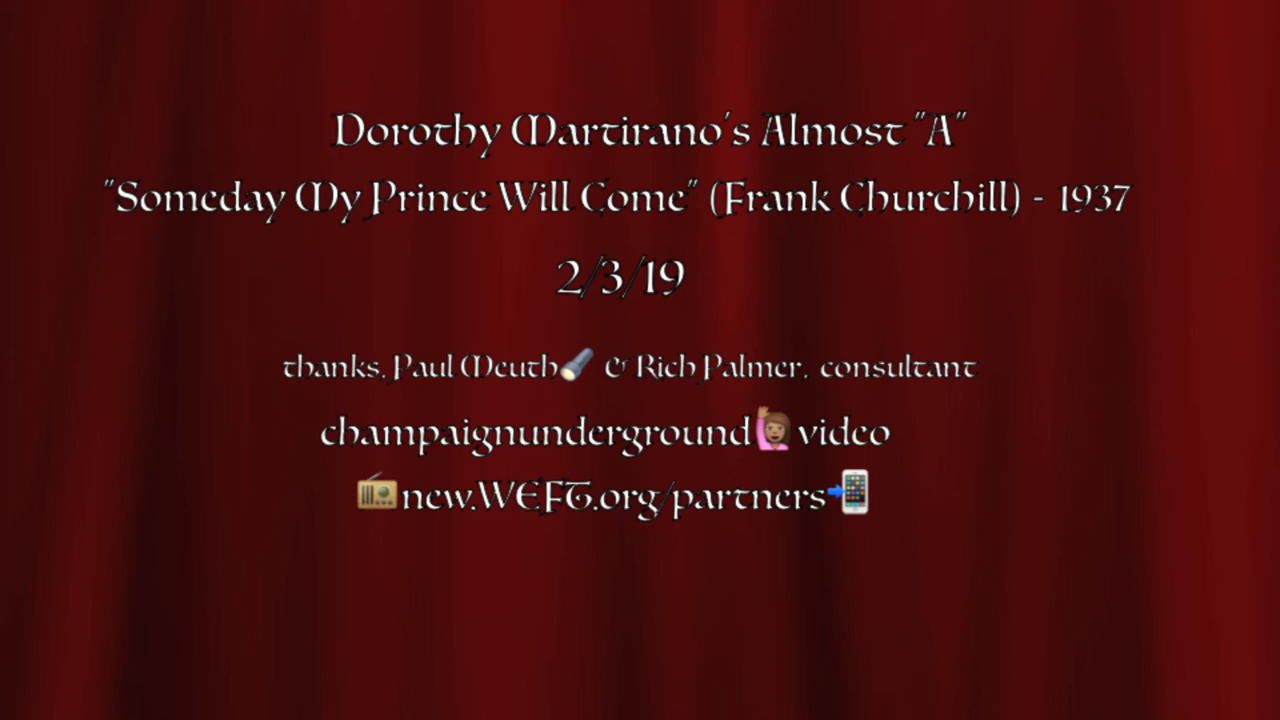 Dorothy Martirano's Almost "A"
"Someday My Prince Will Come" (Frank Churchill) - 1937
2/3/19
thanks, Paul Meuth🔦 & Rich Palmer, consultant
champaignunderground🙋🏽video
📻new.WEFT.org/partners📲